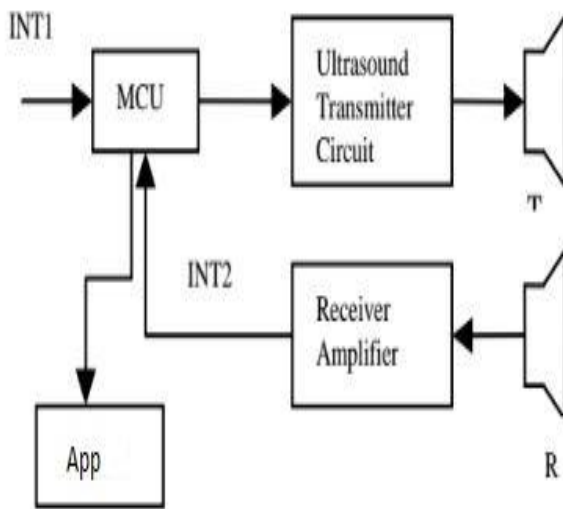 INT1
MCU
Ultrasound
Transmitter
Circuit
T
INT2
Receiver
Amplifier
App
R